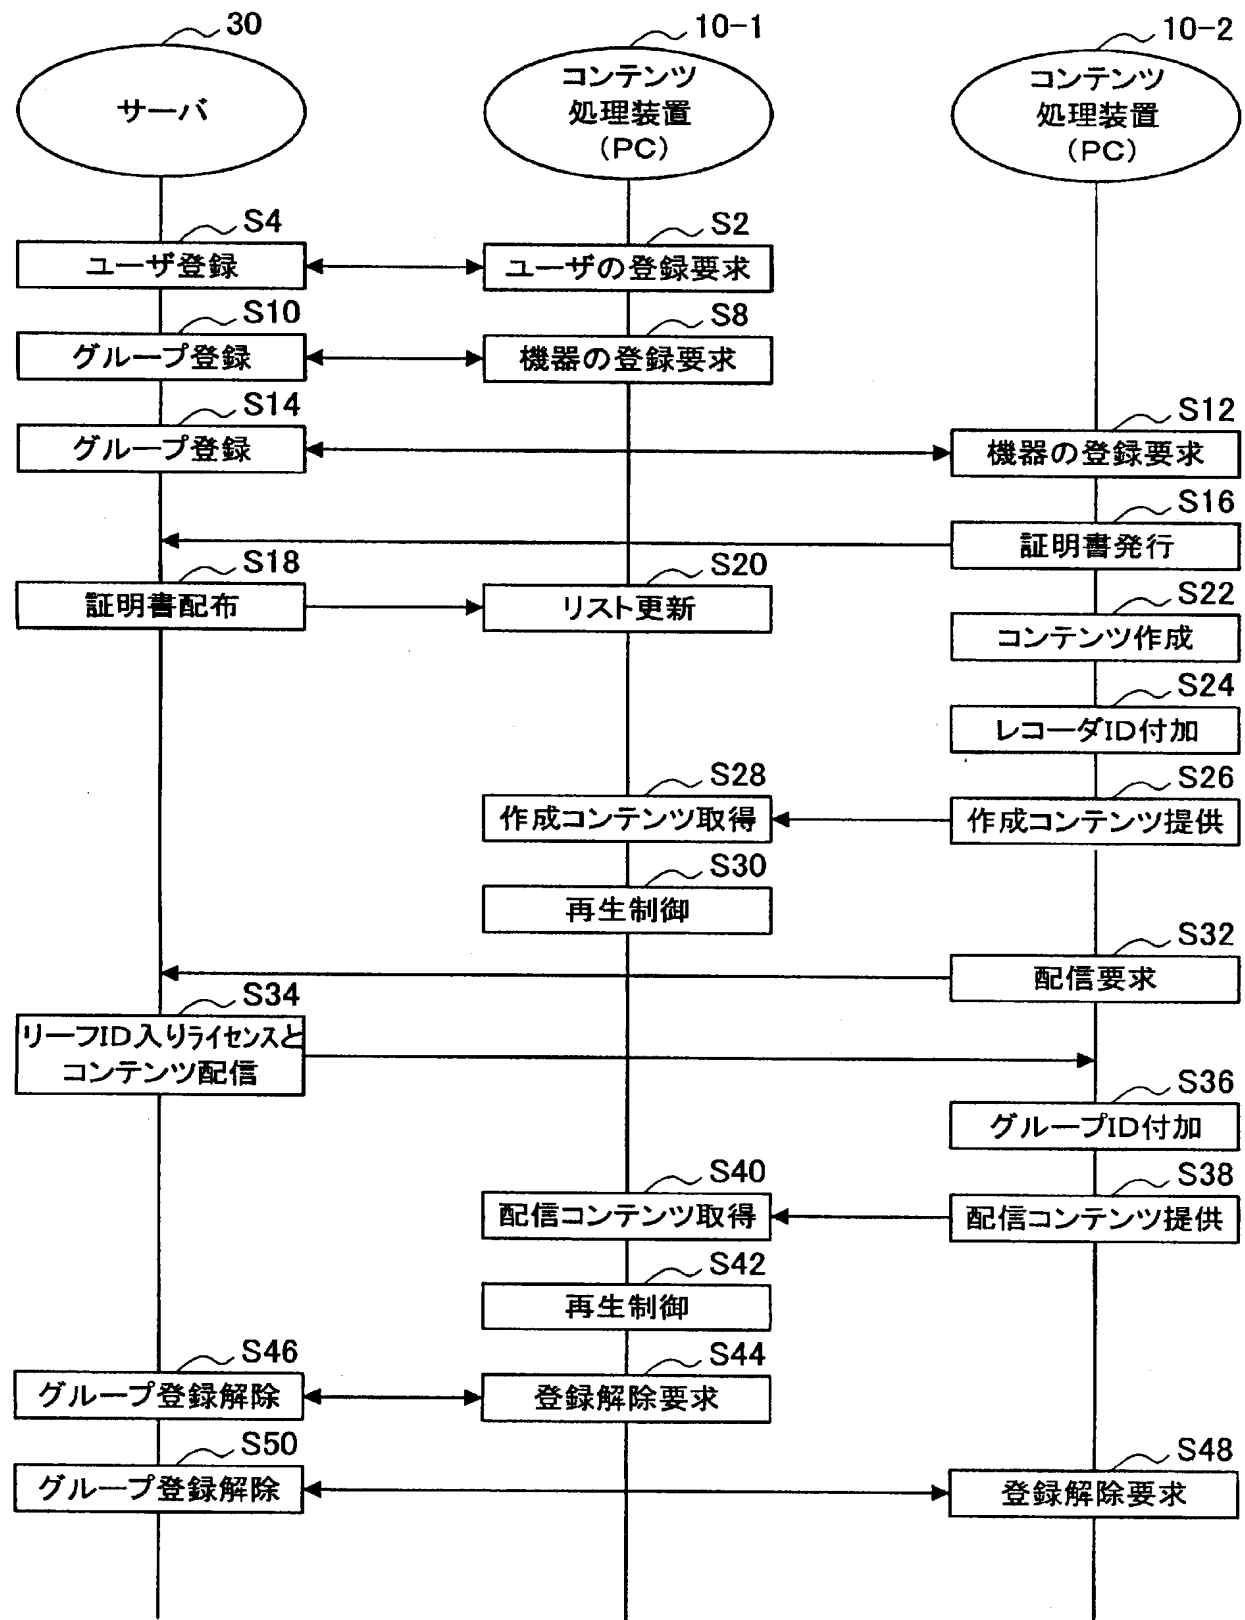 30
10-1
10-2
サーバ
コンテンツ
処理装置
(PC)
コンテンツ
処理装置
(PC)
S4
S2
ユーザ登録
ユーザの登録要求
S10
S8
グループ登録
機器の登録要求
S14
S12
グループ登録
機器の登録要求
S16
証明書発行
S18
S20
証明書配布
リスト更新
S22
コンテンツ作成
S24
レコーダID付加
S28
S26
作成コンテンツ取得
作成コンテンツ提供
S30
再生制御
S32
配信要求
S34
リーフID入りライセンスと
コンテンツ配信
S36
グループID付加
S40
S38
配信コンテンツ取得
配信コンテンツ提供
S42
再生制御
S46
S44
グループ登録解除
登録解除要求
S50
S48
グループ登録解除
登録解除要求